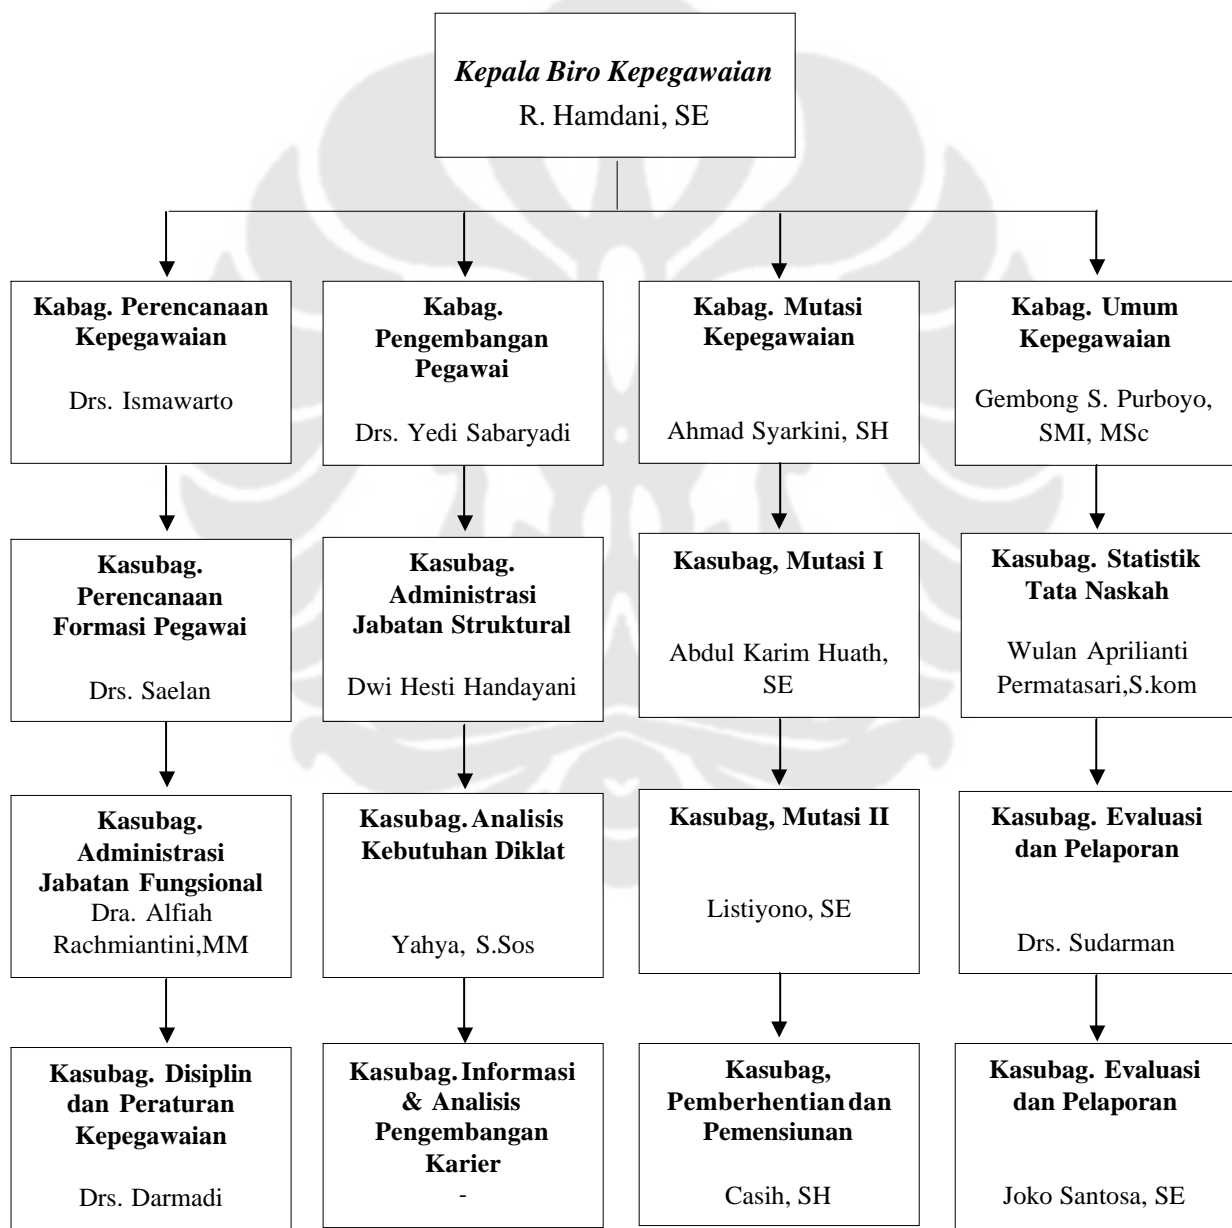 Kepala Biro Kepegawaian
R. Hamdani, SE
Kabag. Perencanaan
Kepegawaian
Drs. Ismawarto
Kabag.
Pengembangan
Pegawai
Drs. Yedi Sabaryadi
Kabag. Mutasi
Kepegawaian
Ahmad Syarkini, SH
Kabag. Umum
Kepegawaian
Gembong S. Purboyo,
SMI, MSc
Kasubag.
Perencanaan
Formasi Pegawai
Drs. Saelan
Kasubag.
Administrasi
Jabatan Struktural
Dwi Hesti Handayani
Kasubag, Mutasi I
Abdul Karim Huath,
SE
Kasubag. Statistik
Tata Naskah
Wulan Aprilianti
Permatasari,S.kom
Kasubag.
Administrasi
Jabatan Fungsional
Dra. Alfiah
Rachmiantini,MM
Kasubag. Analisis
Kebutuhan Diklat
Yahya, S.Sos
Kasubag, Mutasi II
Listiyono, SE
Kasubag. Evaluasi
dan Pelaporan
Drs. Sudarman
Kasubag. Disiplin
dan Peraturan
Kepegawaian
Drs. Darmadi
Kasubag. Informasi
& Analisis
Pengembangan
Karier
-
Kasubag,
Pemberhentian dan
Pemensiunan
Casih, SH
Kasubag. Evaluasi
dan Pelaporan
Joko Santosa, SE